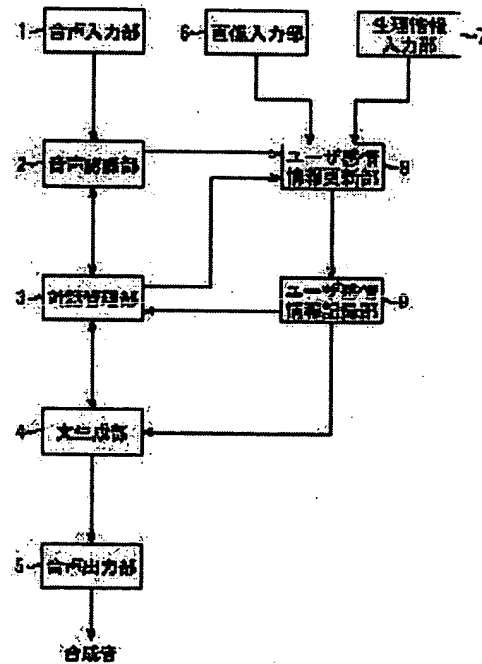 1 音声入力部
6 画像入力部
生理情報
入力部 7
2 音声認識部
ユーザ感情
情報更新部 8
3 対話管理部
ユーザ感情
情報記録部 9
4 文生成部
5 音声出力部
合成音